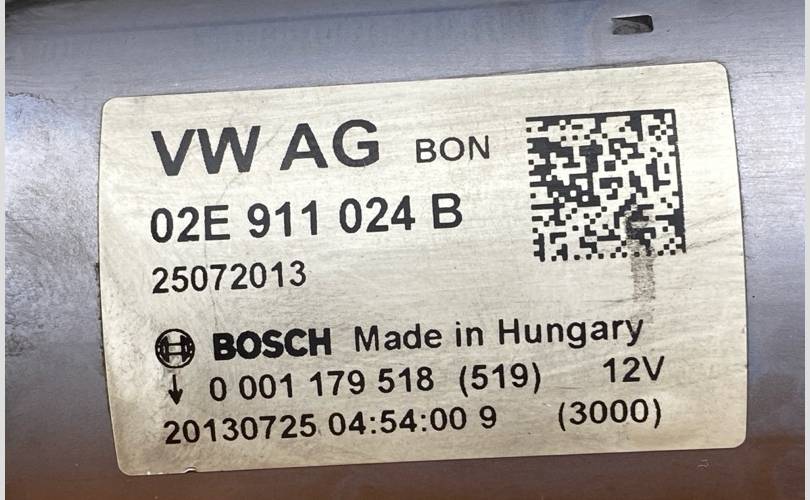 VW AG BON
02E 911 024 B
25072013
BOSCH Made in Hungary
↓ 0 001 179 518 (519) 12V
20130725 04:54:00 9 (3000)